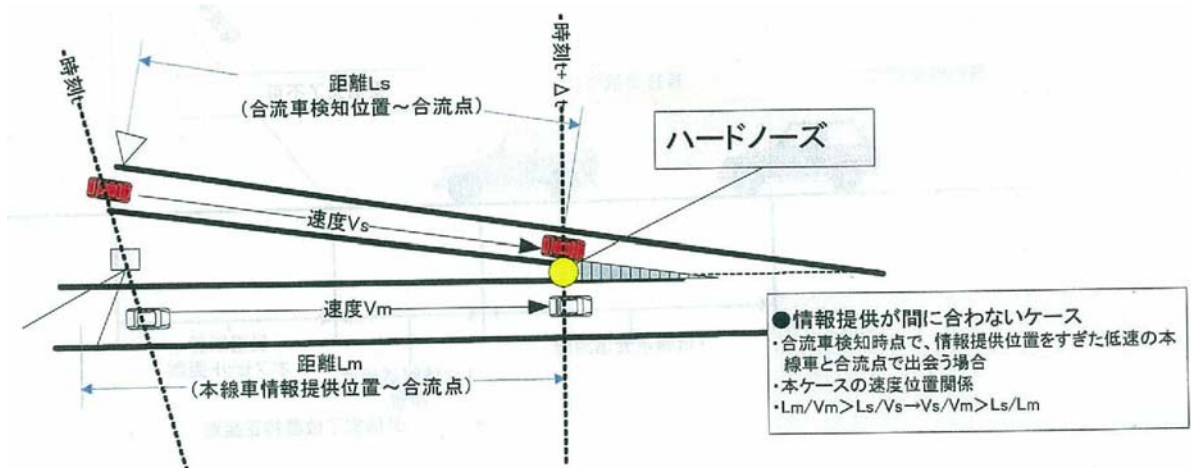 時刻t
時刻t+Δt
距離Ls
（合流車検知位置～合流点）
ハードノーズ
速度Vs
速度Vm
距離Lm
（本線車情報提供位置～合流点）
●情報提供が間に合わないケース
・合流車検知時点で、情報提供位置をすぎた低速の本
線車と合流点で出会う場合
・本ケースの速度位置関係
・Lm/Vm＞Ls/Vs→Vs/Vm＞Ls/Lm